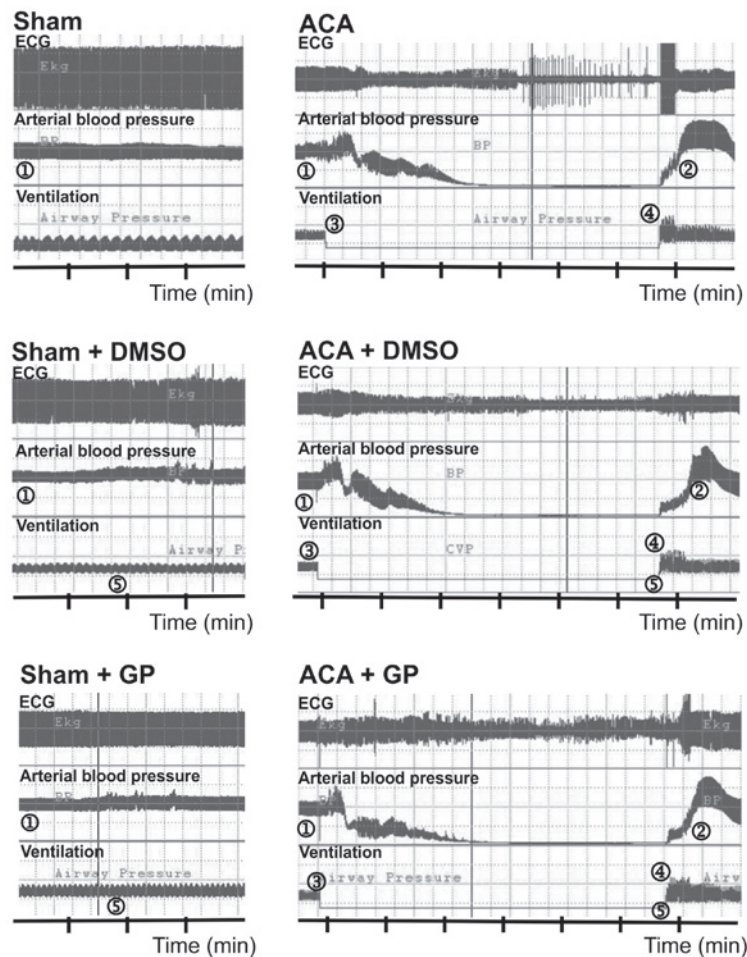 Sham
ECG
Ekg
Arterial blood pressure
BP
①
Ventilation
Airway Pressure
Time (min)
ACA
ECG
Ekg
Arterial blood pressure
BP
①
②
Ventilation
③
Airway Pressure
④
Time (min)
Sham + DMSO
ECG
Ekg
Arterial blood pressure
BP
①
Ventilation
Airway P
⑤
Time (min)
ACA + DMSO
ECG
Ekg
Arterial blood pressure
BP
①
②
Ventilation
③
CVP
④
⑤
Time (min)
Sham + GP
ECG
Ekg
Arterial blood pressure
BP
①
Ventilation
Airway Pressure
⑤
Time (min)
ACA + GP
ECG
Ekg
Ekg
Arterial blood pressure
BP
BP
①
②
Ventilation
③
Airway Pressure
④
Airw
⑤
Time (min)